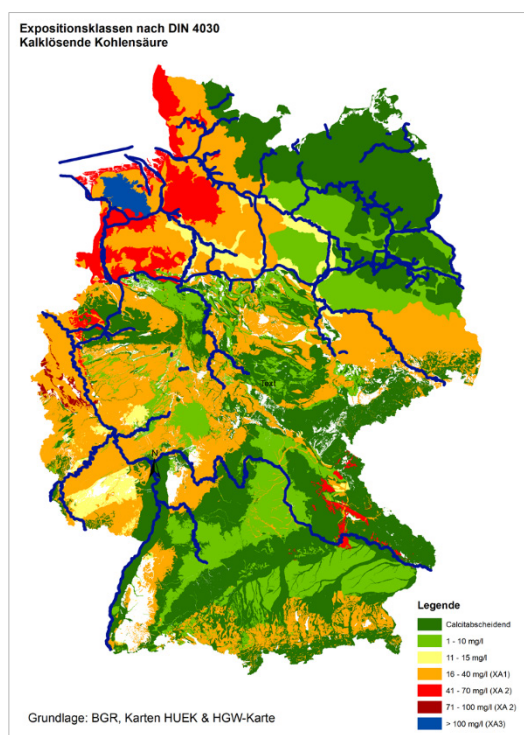 Expositionsklassen nach DIN 4030
Kalklösende Kohlensäure
Text
Legende
Calcitabscheidend
1 - 10 mg/l
11 - 15 mg/l
16 - 40 mg/l (XA1)
41 - 70 mg/l (XA 2)
71 - 100 mg/l (XA 2)
> 100 mg/l (XA3)
Grundlage: BGR, Karten HUEK & HGW-Karte